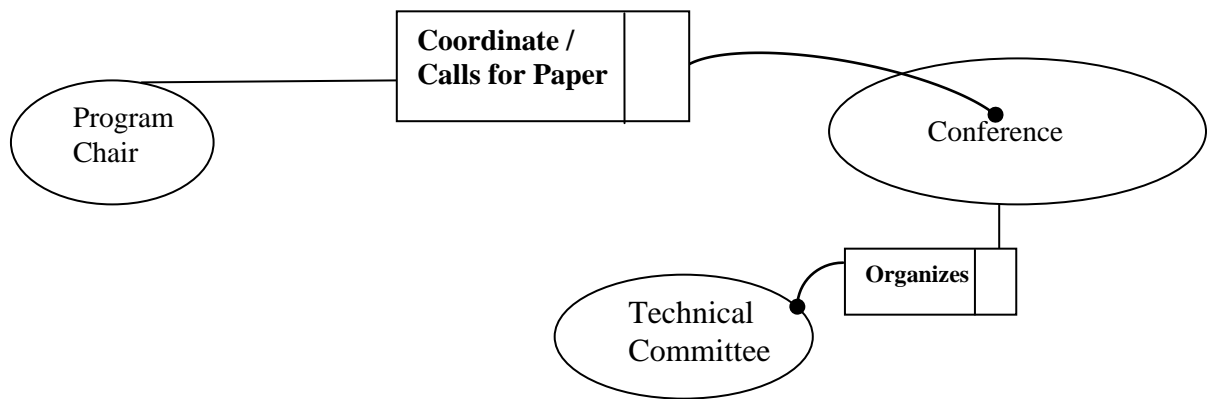 Coordinate /
Calls for Paper
Program
Chair
Conference
Organizes
Technical
Committee